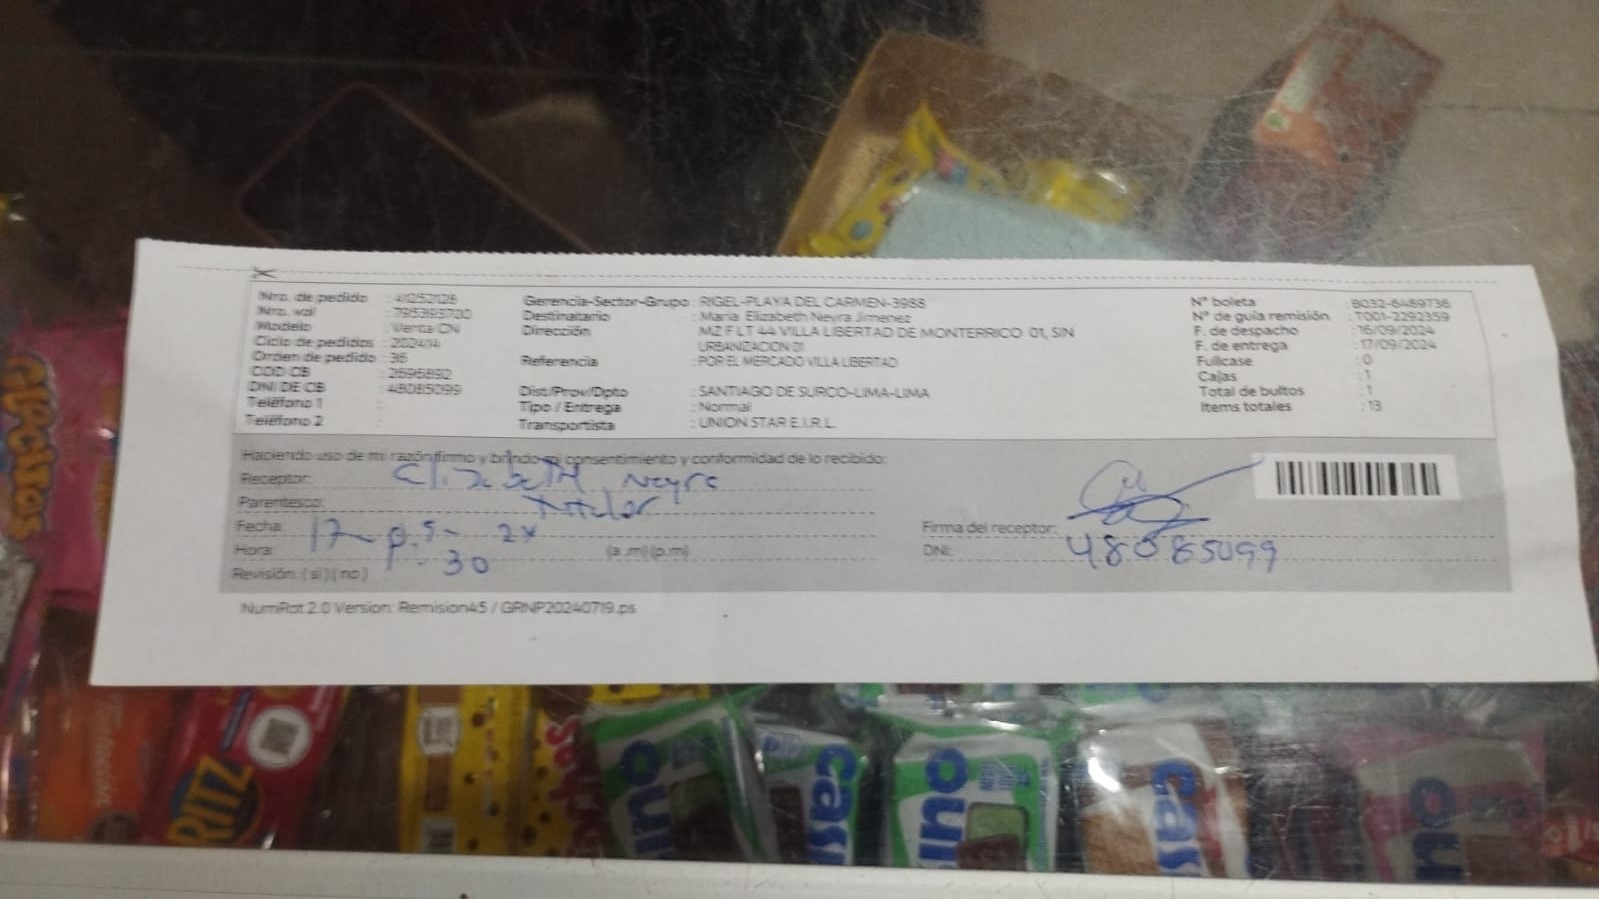 Nro. de pedido : 41252128
Nro. val : 795393700
Modelo : Venta CN
Ciclo de pedidos : 202414
Orden de pedido : 36
COD CB : 2595892
DNI DE CB : 48085099
Teléfono 1 :
Teléfono 2 :
Gerencia-Sector-Grupo : RIGEL-PLAYA DEL CARMEN-3988
Destinatario : Maria Elizabeth Neyra Jimenez
Dirección : MZ F LT 44 VILLA LIBERTAD DE MONTERRICO 01, SIN
URBANIZACION 01
Referencia : POR EL MERCADO VILLA LIBERTAD
Dist/Prov/Dpto : SANTIAGO DE SURCO-LIMA-LIMA
Tipo / Entrega : Normal
Transportista : UNION STAR E.I.R.L.
N° boleta : B032-6489736
N° de guía remisión : T001-2292359
F. de despacho : 16/09/2024
F. de entrega : 17/09/2024
Fullcase : 0
Cajas : 1
Total de bultos : 1
Items totales : 13
Haciendo uso de mi razón firmo y brindo mi consentimiento y conformidad de lo recibido:
Receptor: Elizabeth Neyra
Parentesco: titular
Fecha: 17
Hora: 30 (a .m) (p.m)
Revisión: ( si ) ( no )
Firma del receptor:
DNI: 48085099
NumRot 2.0 Version: Remision45 / GRNP20240719.ps
RITZ